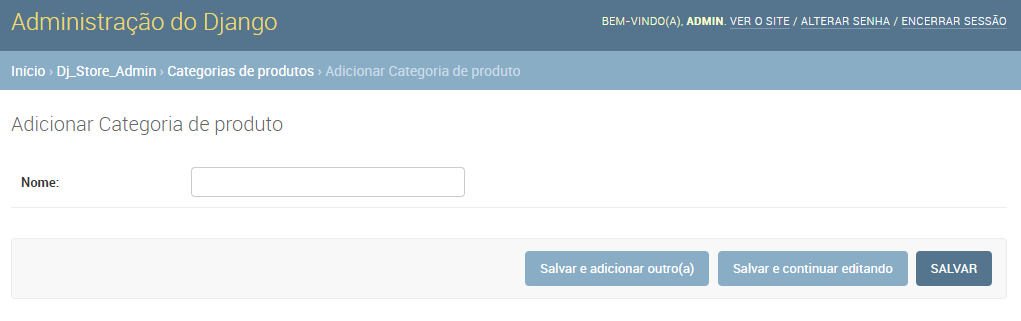 Administração do Django
BEM-VINDO(A), ADMIN. VER O SITE / ALTERAR SENHA / ENCERRAR SESSÃO
Início › Dj_Store_Admin › Categorias de produtos › Adicionar Categoria de produto
Adicionar Categoria de produto
Nome:
Salvar e adicionar outro(a) Salvar e continuar editando SALVAR